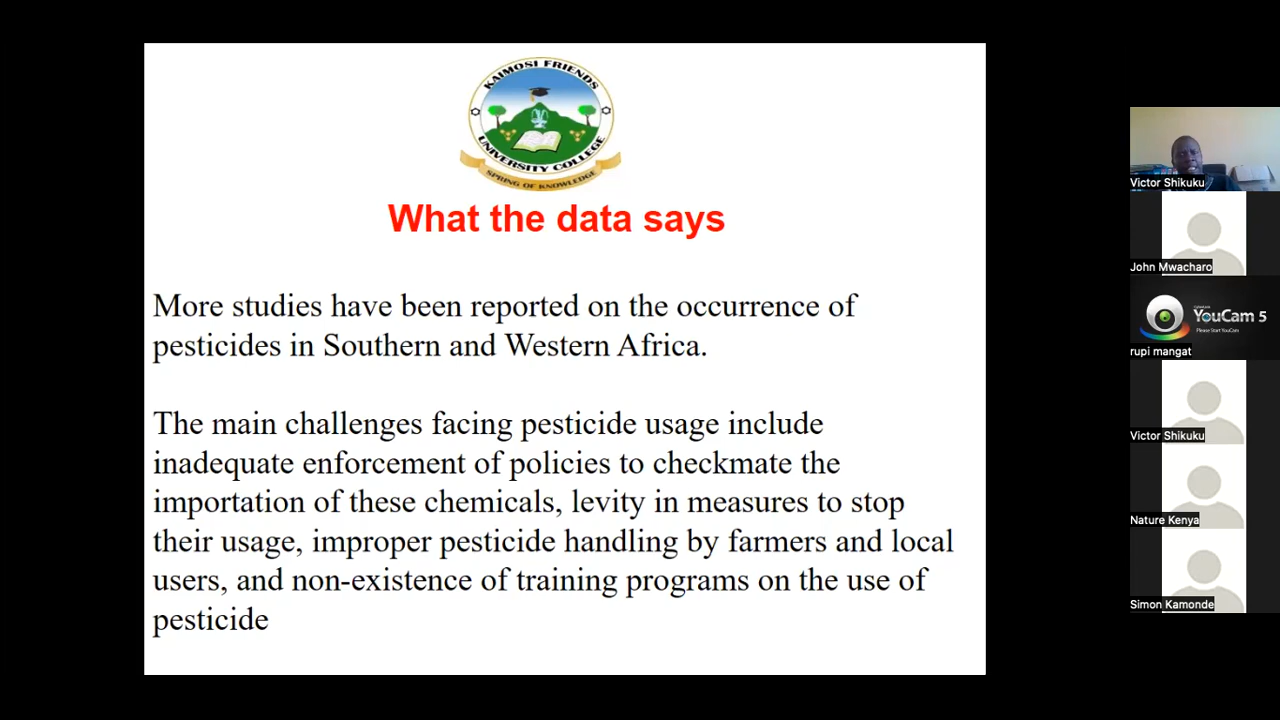 KAIMOSI FRIENDS
UNIVERSITY COLLEGE
SPRING OF KNOWLEDGE
What the data says
More studies have been reported on the occurrence of
pesticides in Southern and Western Africa.
The main challenges facing pesticide usage include
inadequate enforcement of policies to checkmate the
importation of these chemicals, levity in measures to stop
their usage, improper pesticide handling by farmers and local
users, and non-existence of training programs on the use of
pesticide
Victor Shikuku
John Mwacharo
CyberLink
YouCam 5
Please Start YouCam
rupi mangat
Victor Shikuku
Nature Kenya
Simon Kamonde